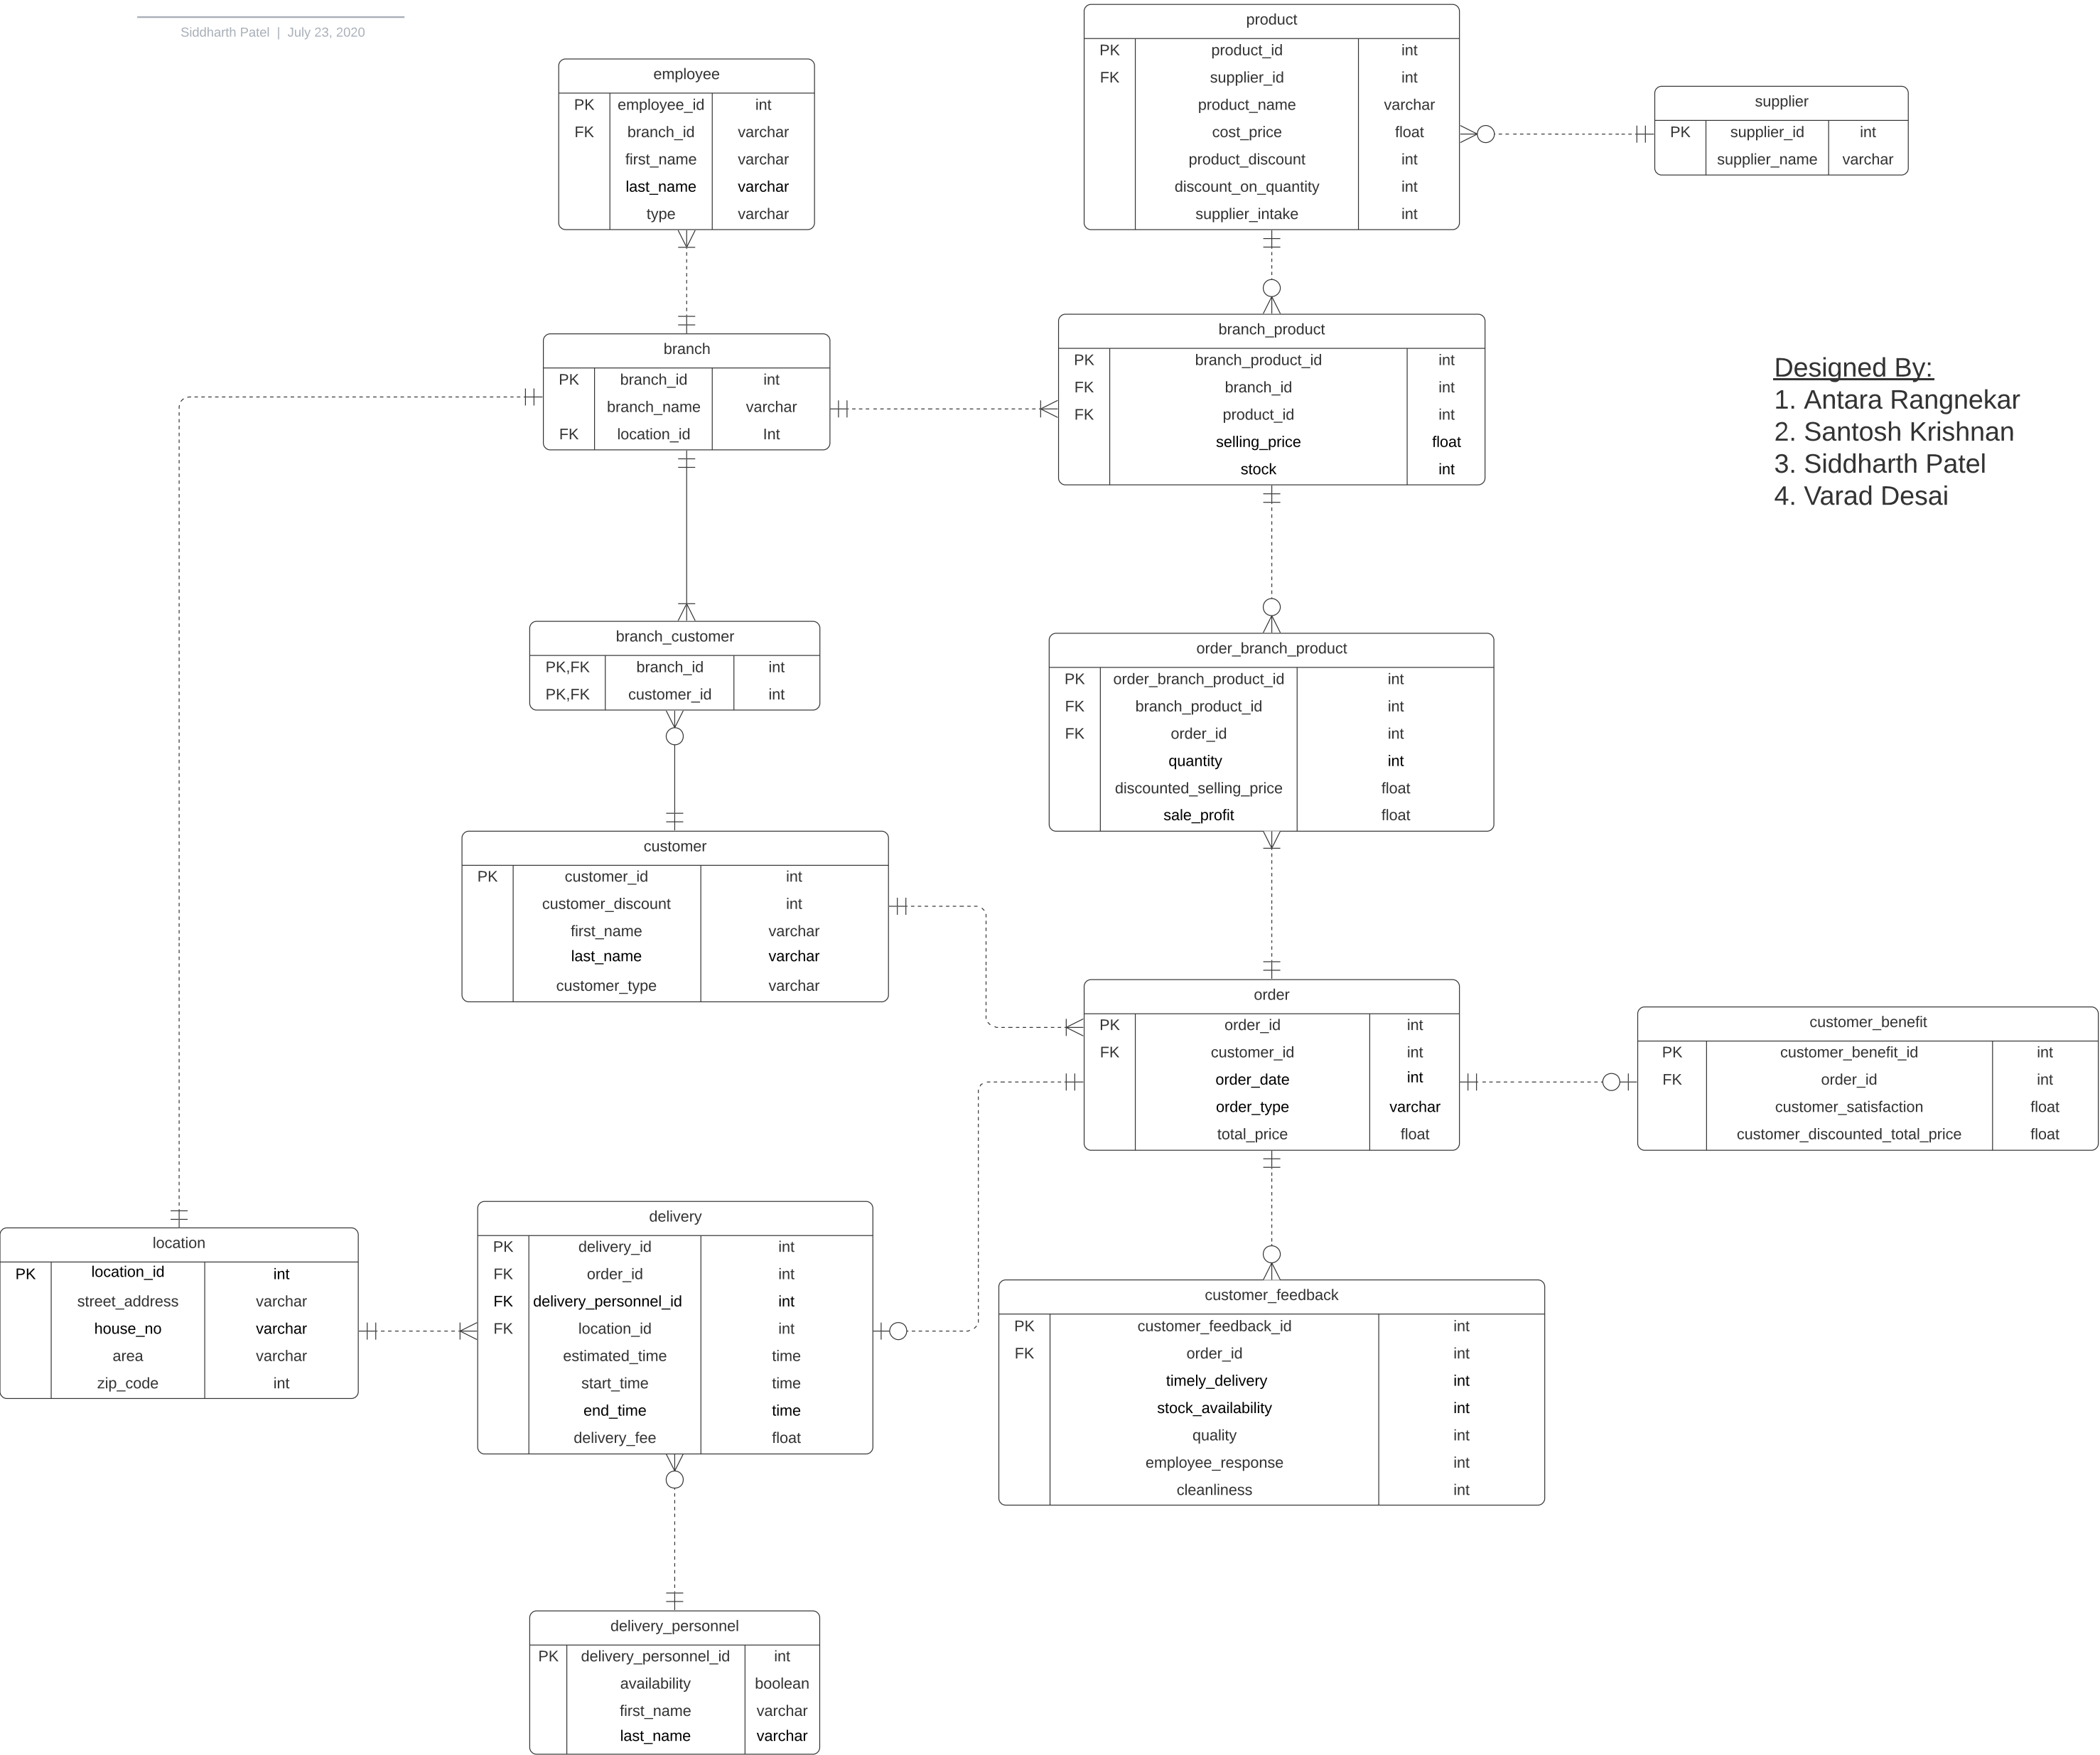 Siddharth Patel | July 23, 2020
employee
PK employee_id int
FK branch_id varchar
first_name varchar
last_name varchar
type varchar
product
PK product_id int
FK supplier_id int
product_name varchar
cost_price float
product_discount int
discount_on_quantity int
supplier_intake int
supplier
PK supplier_id int
supplier_name varchar
branch
PK branch_id int
branch_name varchar
FK location_id Int
branch_product
PK branch_product_id int
FK branch_id int
FK product_id int
selling_price float
stock int
Designed By:
1. Antara Rangnekar
2. Santosh Krishnan
3. Siddharth Patel
4. Varad Desai
branch_customer
PK,FK branch_id int
PK,FK customer_id int
order_branch_product
PK order_branch_product_id int
FK branch_product_id int
FK order_id int
quantity int
discounted_selling_price float
sale_profit float
customer
PK customer_id int
customer_discount int
first_name varchar
last_name varchar
customer_type varchar
order
PK order_id int
FK customer_id int
order_date int
order_type varchar
total_price float
customer_benefit
PK customer_benefit_id int
FK order_id int
customer_satisfaction float
customer_discounted_total_price float
location
PK location_id int
street_address varchar
house_no varchar
area varchar
zip_code int
delivery
PK delivery_id int
FK order_id int
FK delivery_personnel_id int
FK location_id int
estimated_time time
start_time time
end_time time
delivery_fee float
customer_feedback
PK customer_feedback_id int
FK order_id int
timely_delivery int
stock_availability int
quality int
employee_response int
cleanliness int
delivery_personnel
PK delivery_personnel_id int
availability boolean
first_name varchar
last_name varchar